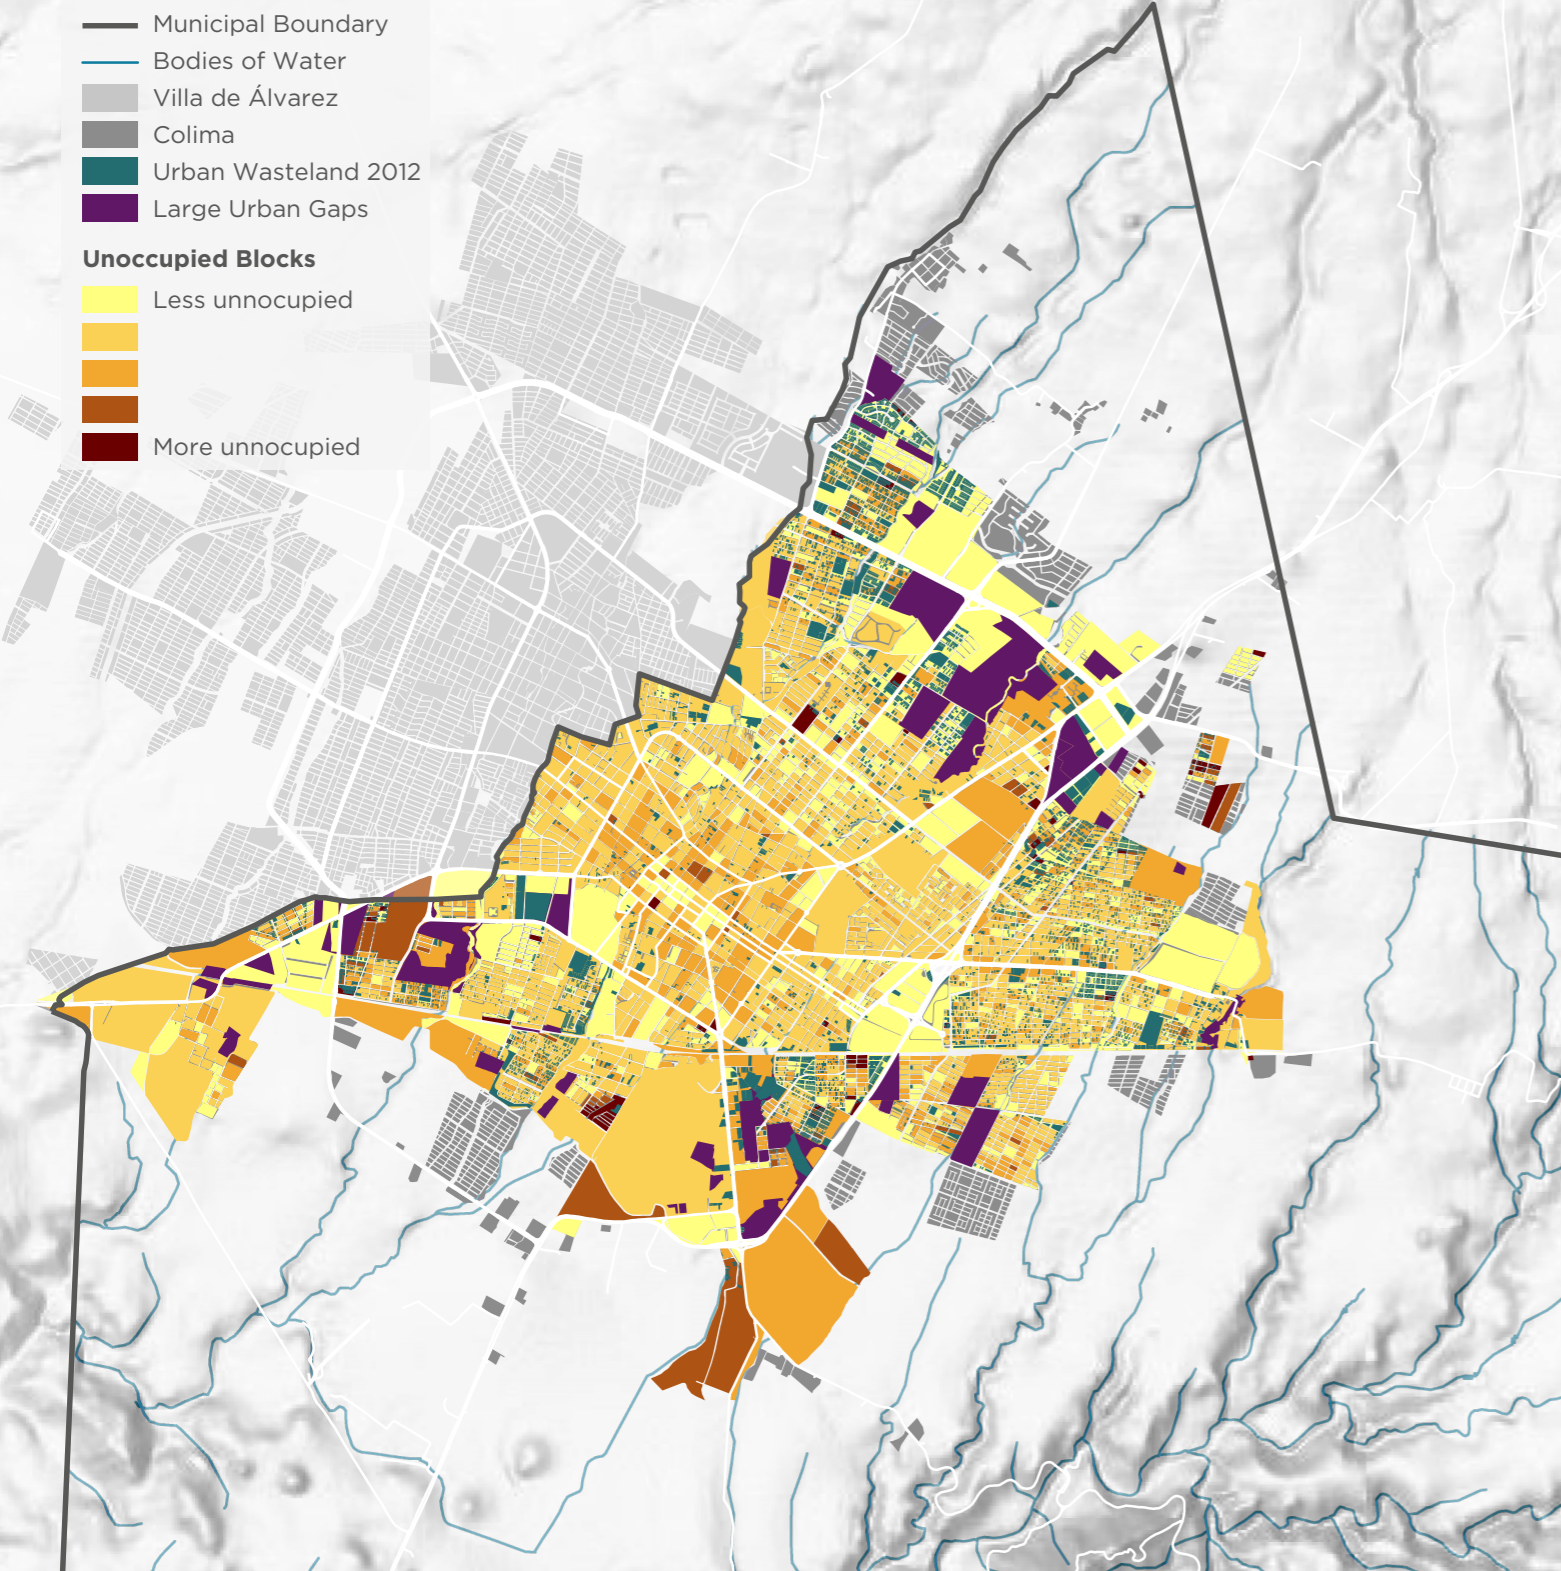 Municipal Boundary
Bodies of Water
Villa de Álvarez
Colima
Urban Wasteland 2012
Large Urban Gaps
Unoccupied Blocks
Less unnocupied
More unnocupied